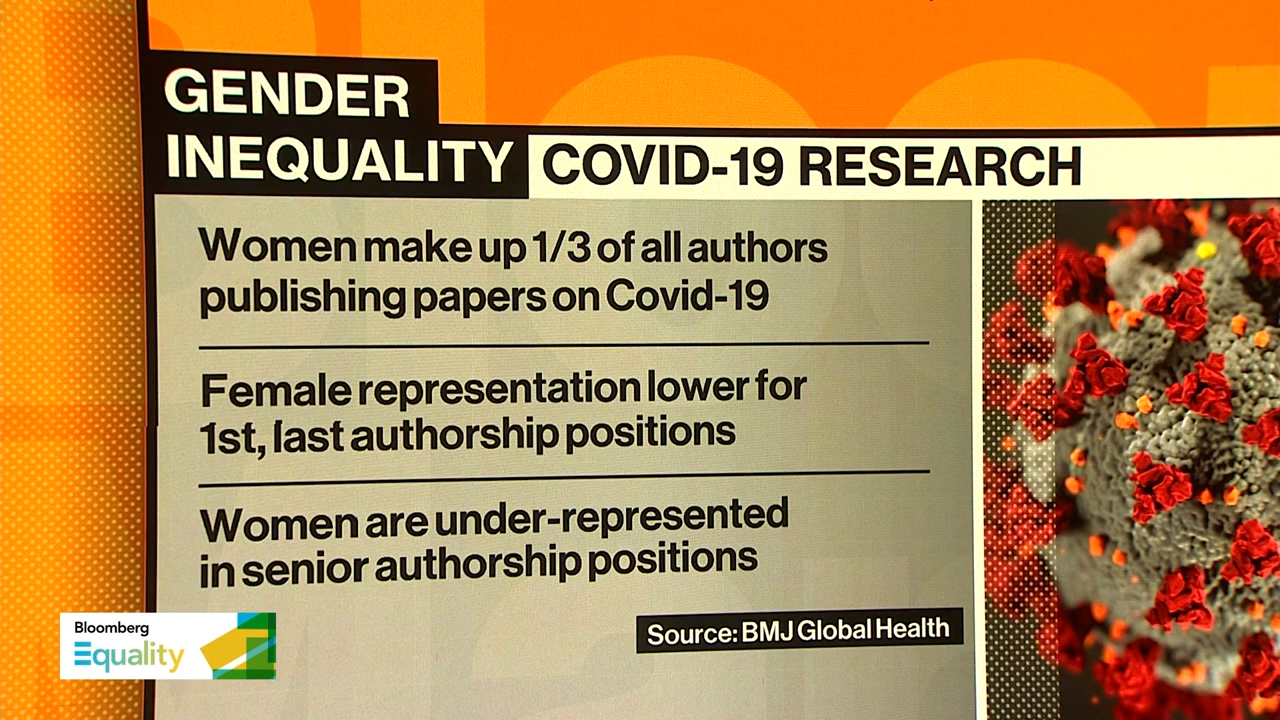 GENDER
INEQUALITY COVID-19 RESEARCH
Women make up 1/3 of all authors
publishing papers on Covid-19
Female representation lower for
1st, last authorship positions
Women are under-represented
in senior authorship positions
Source: BMJ Global Health
Bloomberg
Equality